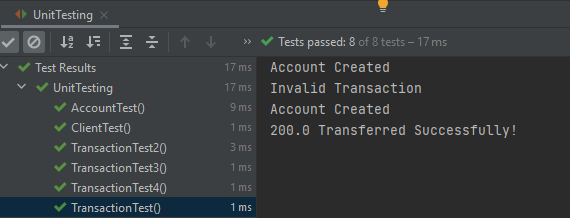 UnitTesting
Tests passed: 8 of 8 tests – 17 ms
Test Results 17 ms
UnitTesting 17 ms
AccountTest() 9 ms
ClientTest() 1 ms
TransactionTest2() 3 ms
TransactionTest3() 1 ms
TransactionTest4() 1 ms
TransactionTest() 1 ms
Account Created
Invalid Transaction
Account Created
200.0 Transferred Successfully!